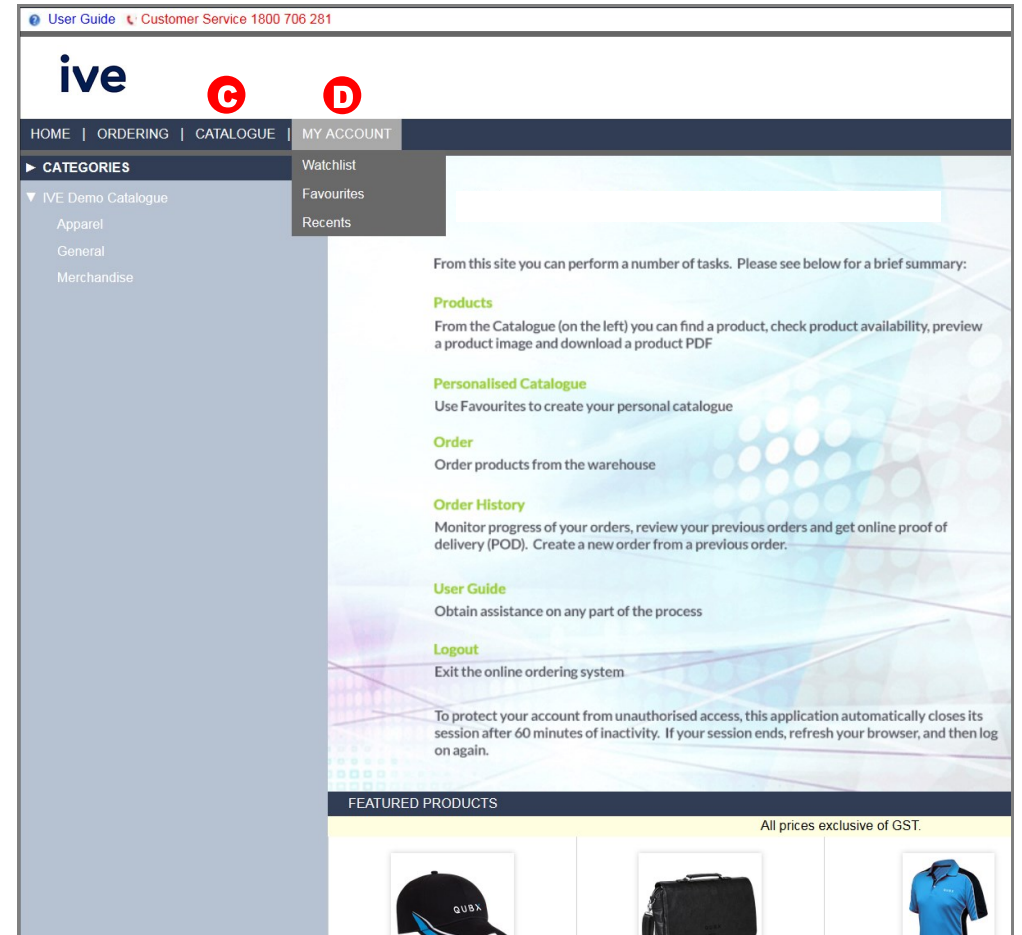 User Guide Customer Service 1800 706 281
ive
C D
HOME | ORDERING | CATALOGUE | MY ACCOUNT
► CATEGORIES
▼ IVE Demo Catalogue
Apparel
General
Merchandise
Watchlist
Favourites
Recents
From this site you can perform a number of tasks. Please see below for a brief summary:
Products
From the Catalogue (on the left) you can find a product, check product availability, preview
a product image and download a product PDF
Personalised Catalogue
Use Favourites to create your personal catalogue
Order
Order products from the warehouse
Order History
Monitor progress of your orders, review your previous orders and get online proof of
delivery (POD). Create a new order from a previous order.
User Guide
Obtain assistance on any part of the process
Logout
Exit the online ordering system
To protect your account from unauthorised access, this application automatically closes its
session after 60 minutes of inactivity. If your session ends, refresh your browser, and then log
on again.
FEATURED PRODUCTS
All prices exclusive of GST.
QUBX